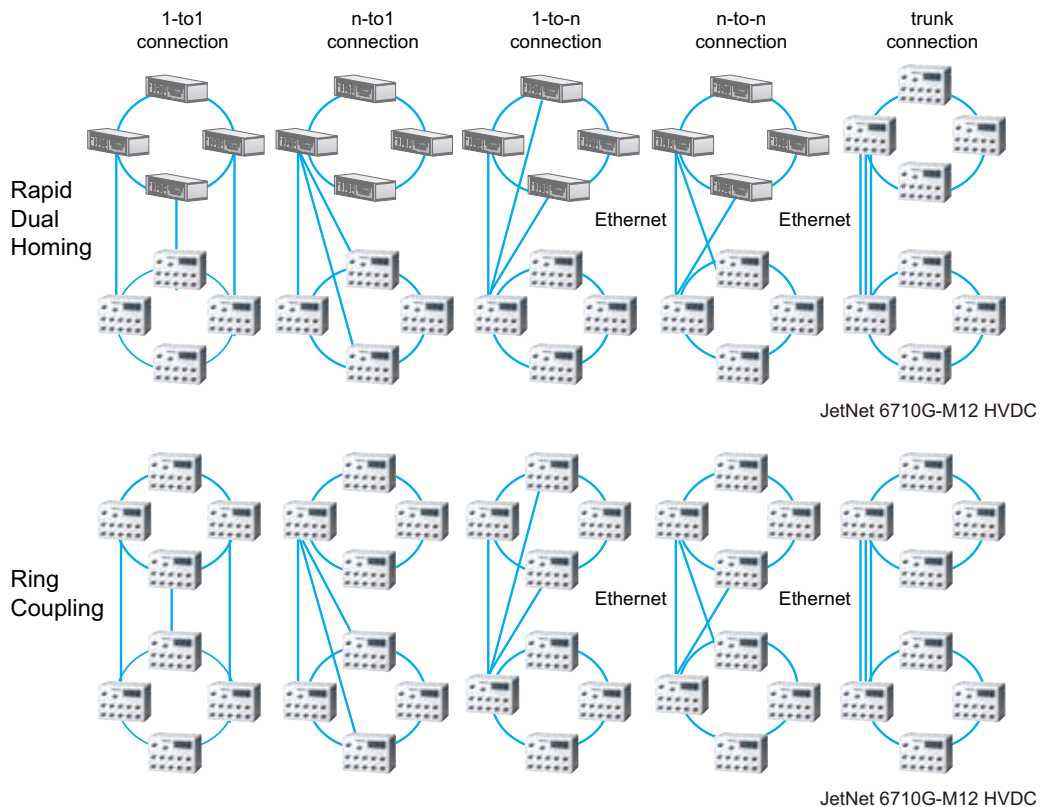 1-to1
connection
n-to1
connection
1-to-n
connection
n-to-n
connection
trunk
connection
Rapid
Dual
Homing
Ethernet
Ethernet
JetNet 6710G-M12 HVDC
Ring
Coupling
Ethernet
Ethernet
JetNet 6710G-M12 HVDC